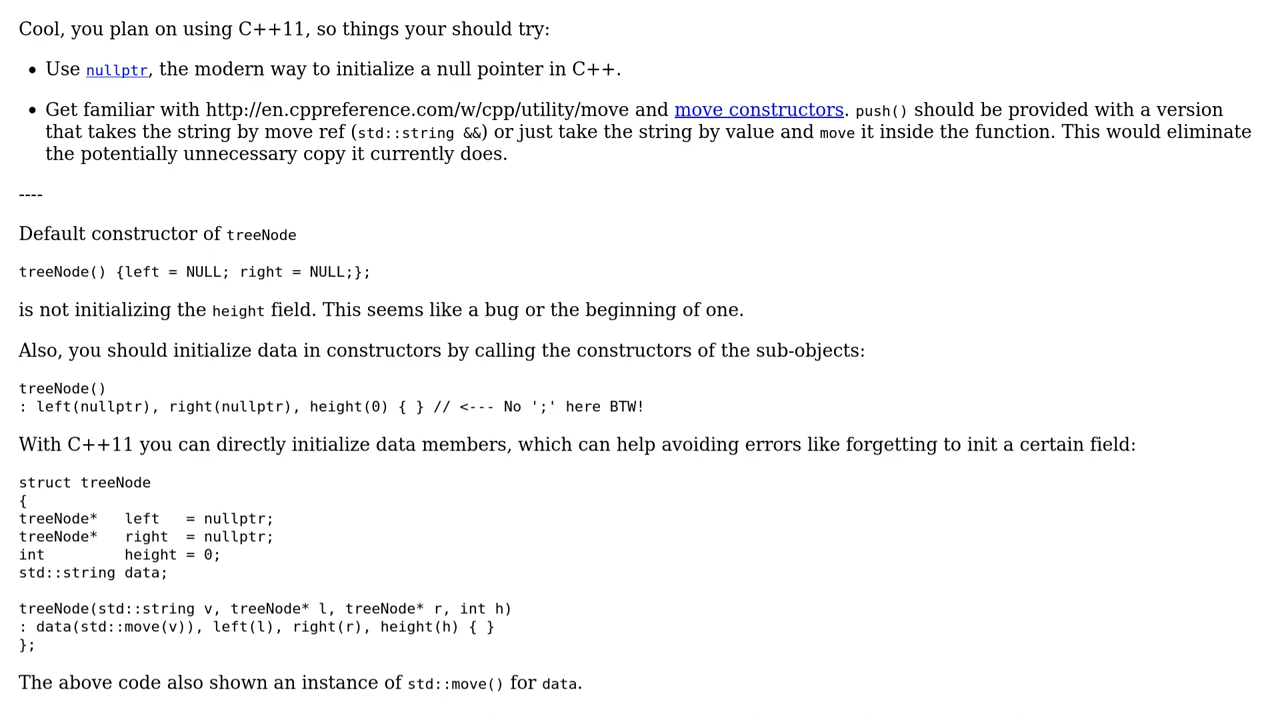 Cool, you plan on using C++11, so things your should try:
• Use nullptr, the modern way to initialize a null pointer in C++.
• Get familiar with http://en.cppreference.com/w/cpp/utility/move and move constructors. push() should be provided with a version
that takes the string by move ref (std::string &&) or just take the string by value and move it inside the function. This would eliminate
the potentially unnecessary copy it currently does.
----
Default constructor of treeNode
treeNode() {left = NULL; right = NULL;};
is not initializing the height field. This seems like a bug or the beginning of one.
Also, you should initialize data in constructors by calling the constructors of the sub-objects:
treeNode()
: left(nullptr), right(nullptr), height(0) { } // <--- No ';' here BTW!
With C++11 you can directly initialize data members, which can help avoiding errors like forgetting to init a certain field:
struct treeNode
{
treeNode*   left   = nullptr;
treeNode*   right  = nullptr;
int         height = 0;
std::string data;
treeNode(std::string v, treeNode* l, treeNode* r, int h)
: data(std::move(v)), left(l), right(r), height(h) { }
};
The above code also shown an instance of std::move() for data.